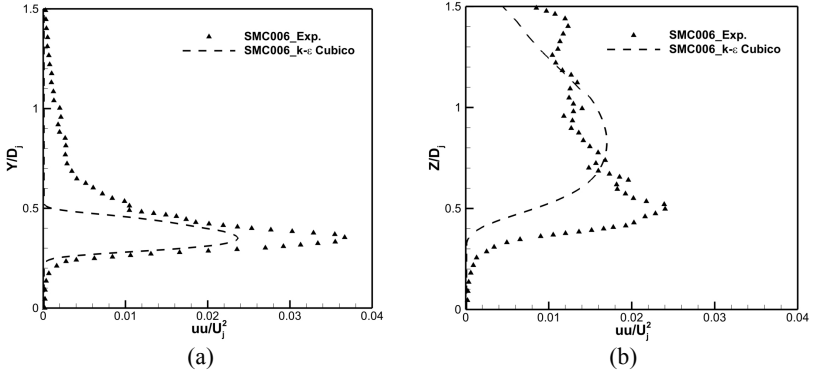 1.5
1
0.5
0
Y/Dj
SMC006_Exp.
SMC006_k-ε Cubico
0 0.01 0.02 0.03 0.04
uu/Uj²
(a)
1.5
1
0.5
0
Z/Dj
SMC006_Exp.
SMC006_k-ε Cubico
0 0.01 0.02 0.03 0.04
uu/Uj²
(b)